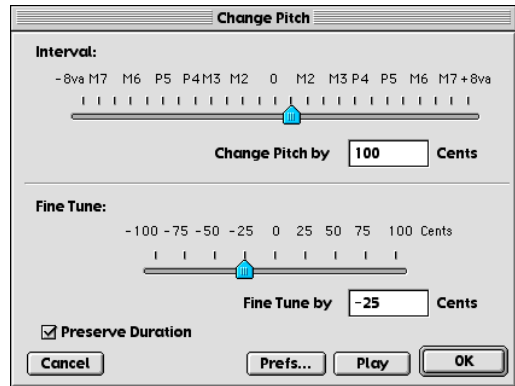 Change Pitch
Interval:
-8va M7 M6 P5 P4 M3 M2 0 M2 M3 P4 P5 M6 M7 +8va
Change Pitch by 100 Cents
Fine Tune:
-100 -75 -50 -25 0 25 50 75 100 Cents
Fine Tune by -25 Cents
Preserve Duration
Cancel Prefs... Play OK